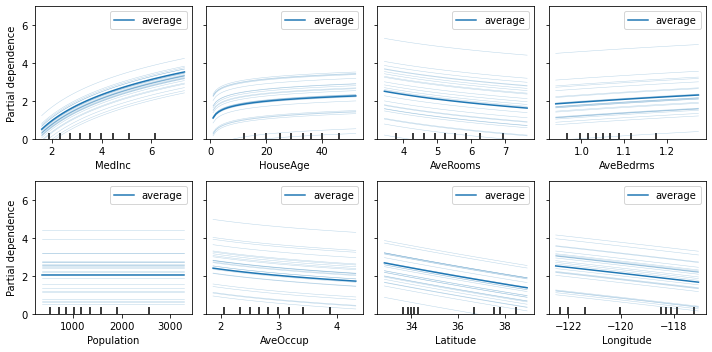 average average average average
6
4
2
0
Partial dependence
2 4 6 0 20 40 4 5 6 7 1.0 1.1 1.2
MedInc HouseAge AveRooms AveBedrms
average average average average
6
4
2
0
Partial dependence
1000 2000 3000 2 3 4 34 36 38 −122 −120 −118
Population AveOccup Latitude Longitude